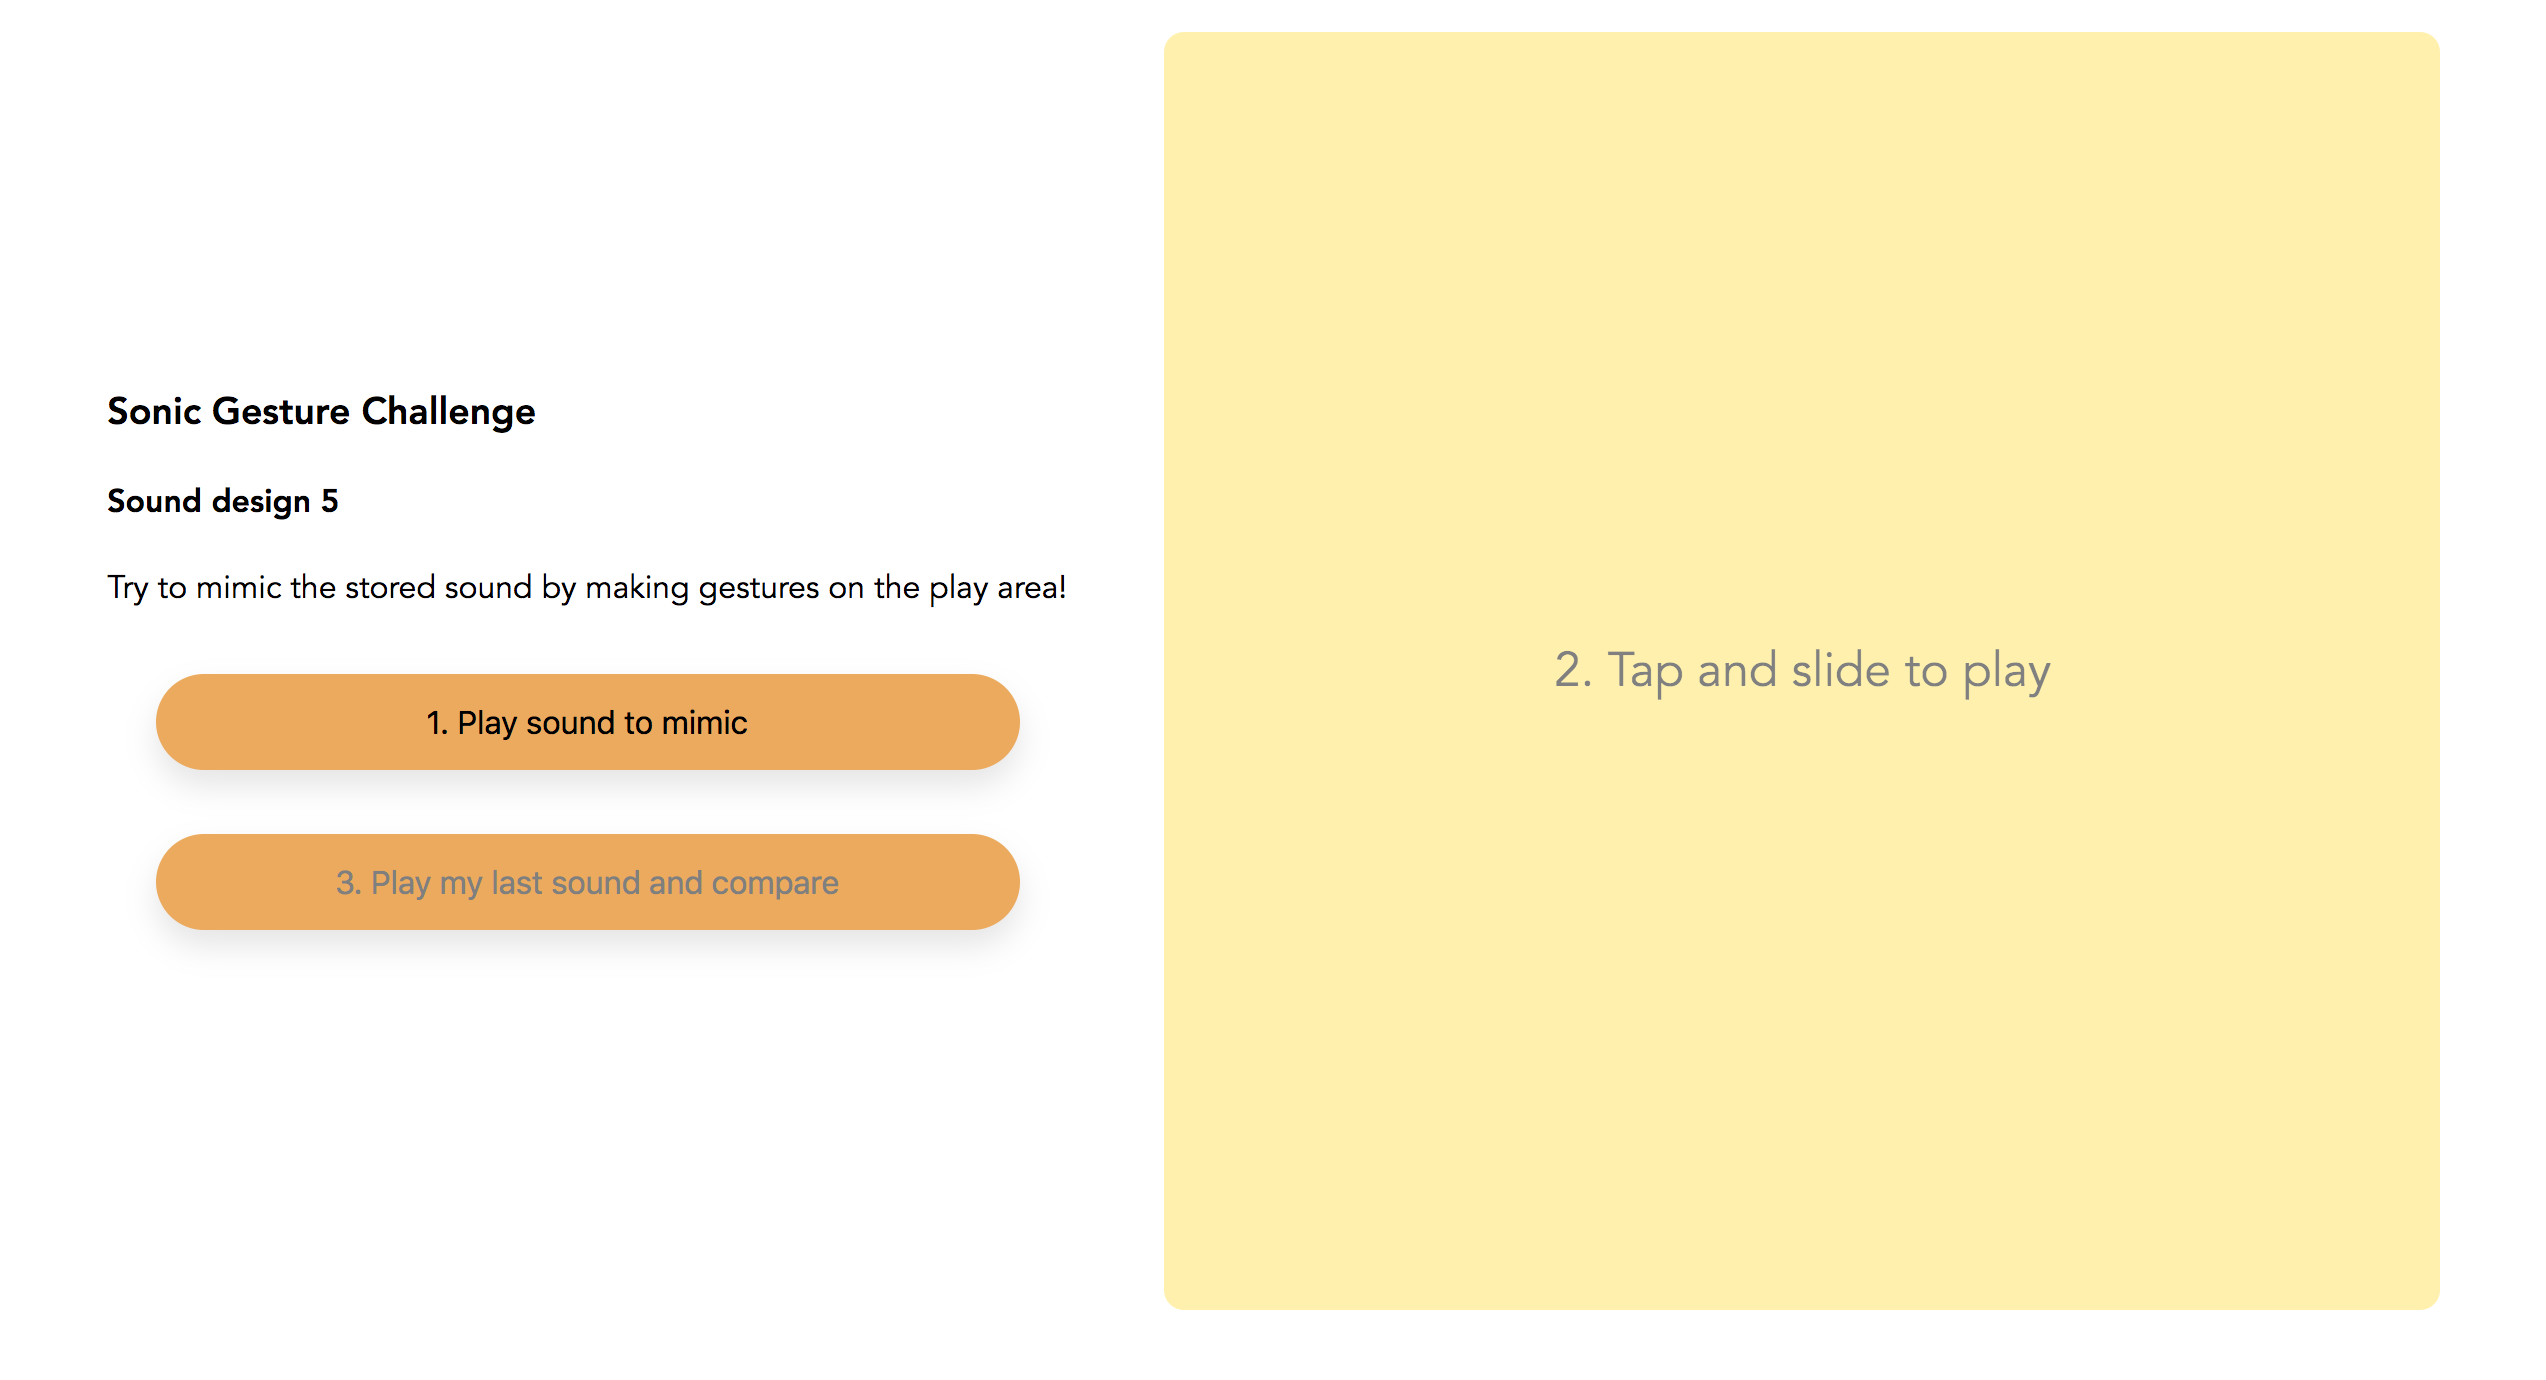 Sonic Gesture Challenge
Sound design 5
Try to mimic the stored sound by making gestures on the play area!
1. Play sound to mimic
3. Play my last sound and compare
2. Tap and slide to play